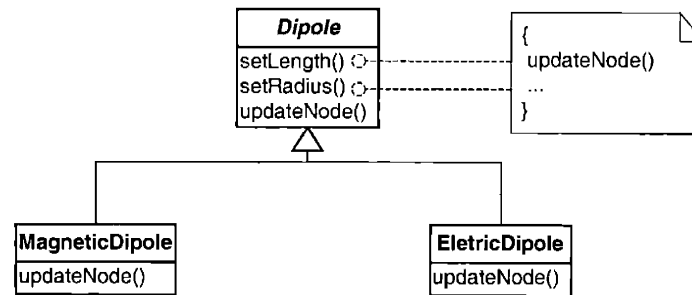 Dipole
setLength()
setRadius()
updateNode()
{
updateNode()
...
}
MagneticDipole
updateNode()
EletricDipole
updateNode()